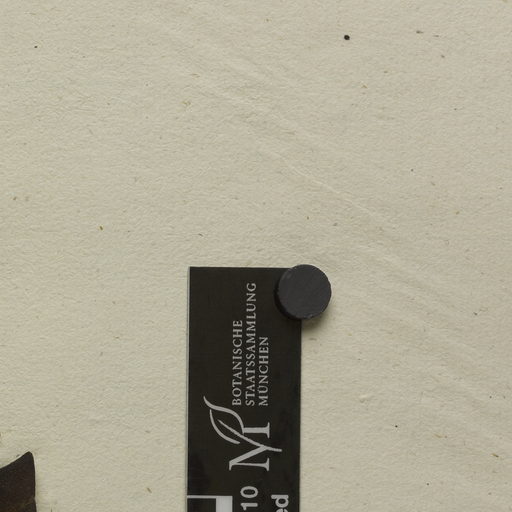 BOTANISCHE
STAATSSAMMLUNG
MÜNCHEN
M
10
ed